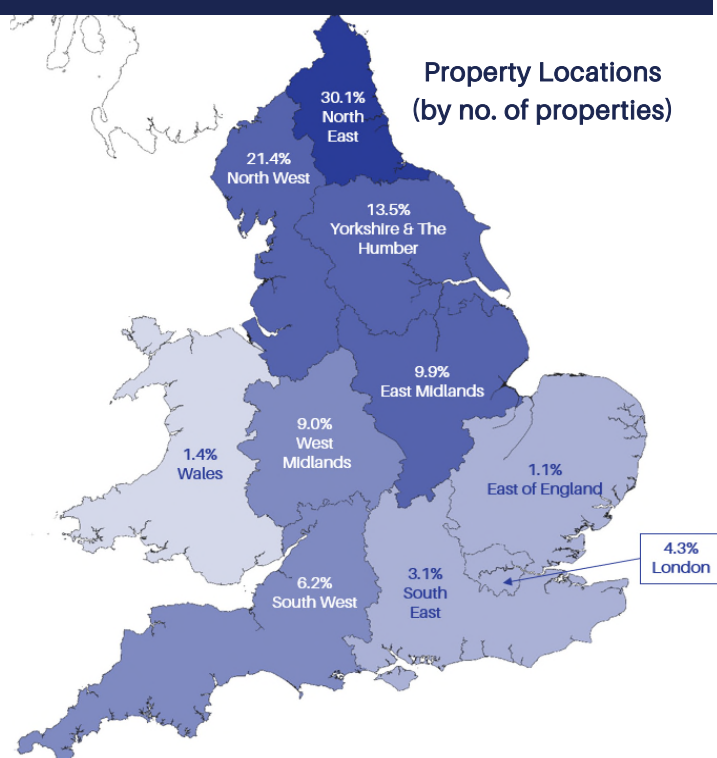 Property Locations
(by no. of properties)
30.1%
North
East
21.4%
North West
13.5%
Yorkshire & The
Humber
9.9%
East Midlands
9.0%
West
Midlands
1.4%
Wales
1.1%
East of England
4.3%
London
6.2%
South West
3.1%
South
East